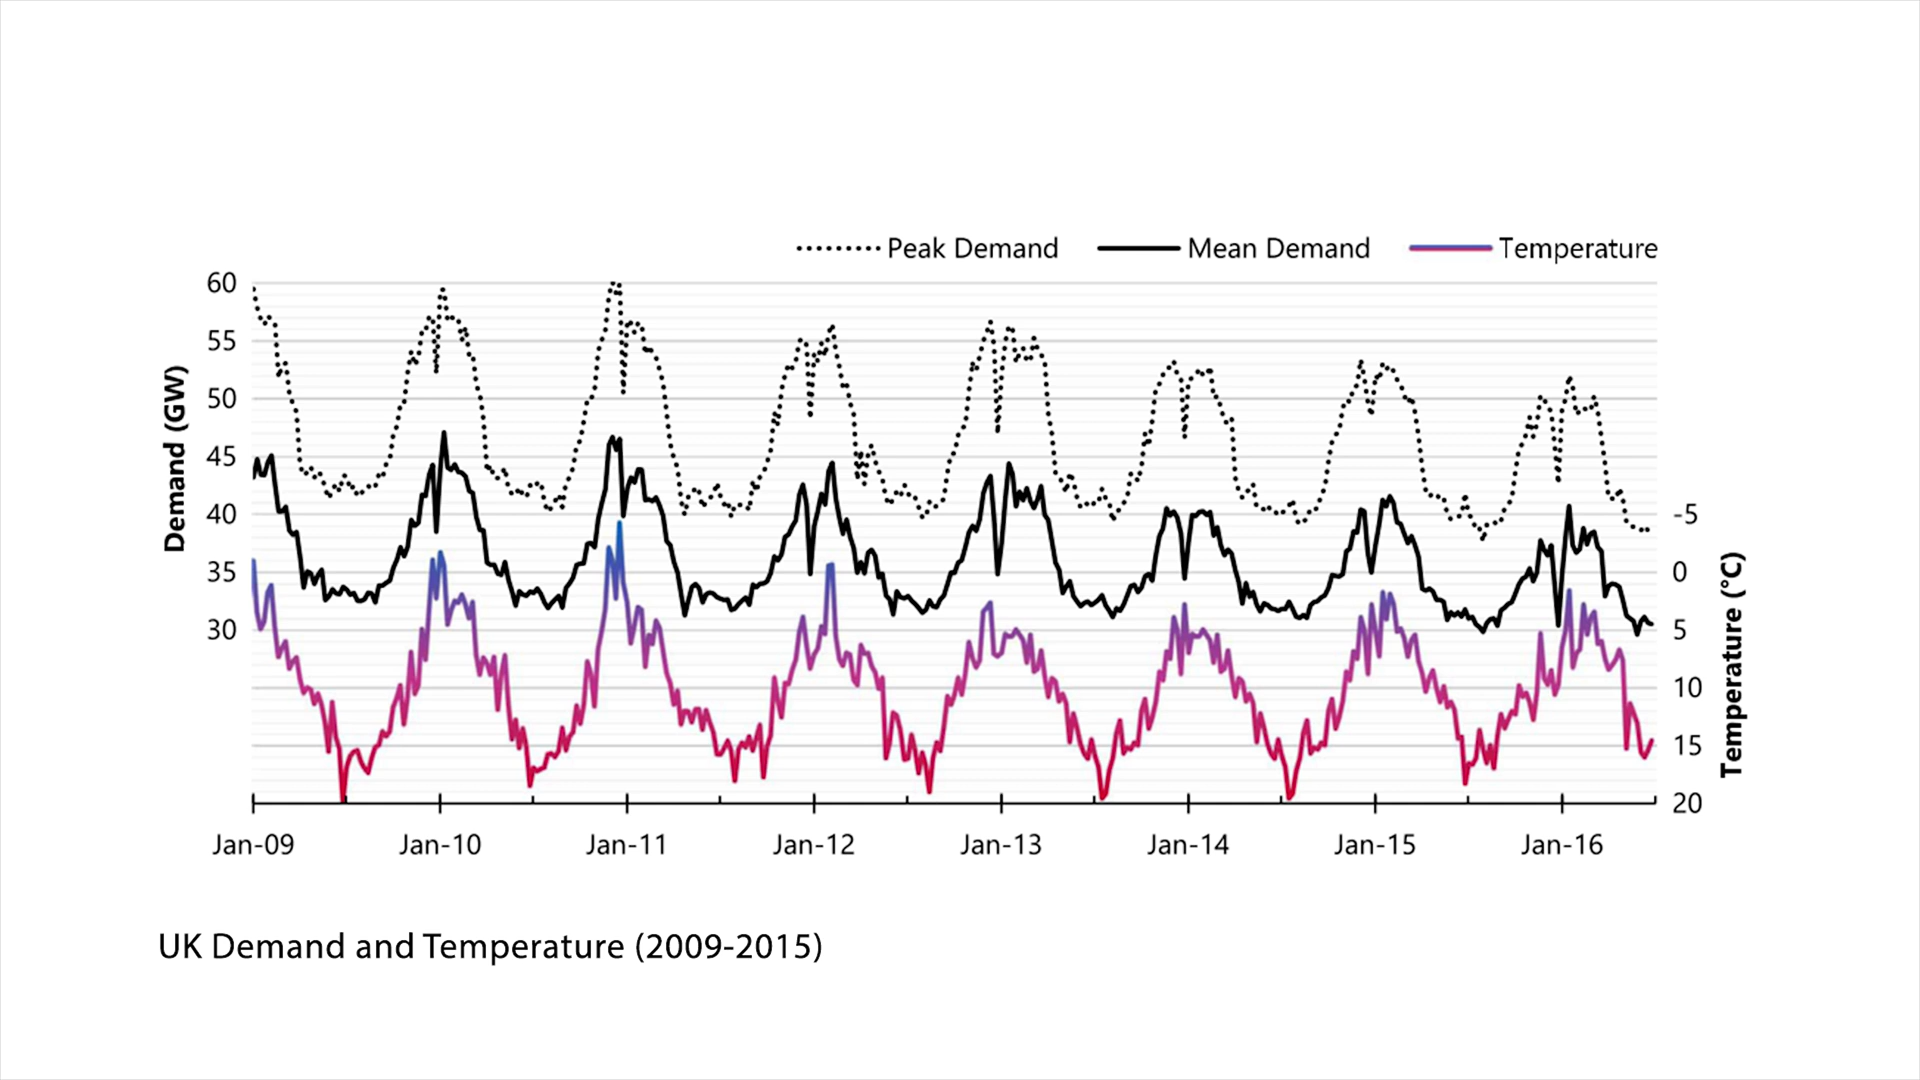 Peak Demand Mean Demand Temperature
60
55
50
45
40
35
30
Demand (GW)
-5
0
5
10
15
20
Temperature (°C)
Jan-09 Jan-10 Jan-11 Jan-12 Jan-13 Jan-14 Jan-15 Jan-16
UK Demand and Temperature (2009-2015)